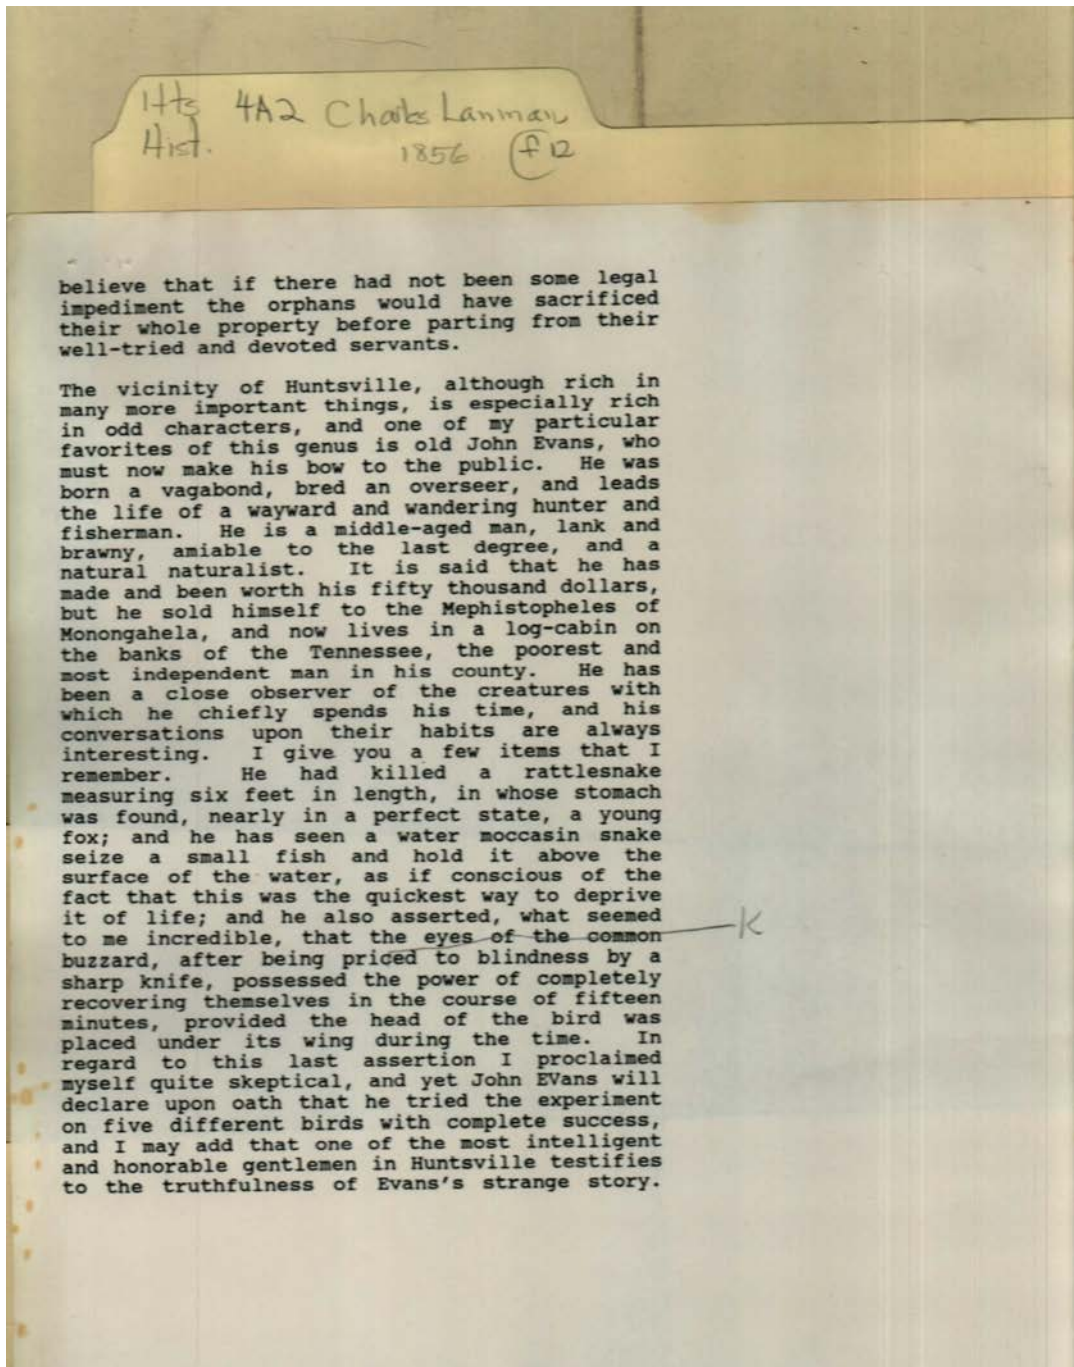 Hts 4A2 Charles Lanman
Hist. 1856 f12
believe that if there had not been some legal
impediment the orphans would have sacrificed
their whole property before parting from their
well-tried and devoted servants.
The vicinity of Huntsville, although rich in
many more important things, is especially rich
in odd characters, and one of my particular
favorites of this genus is old John Evans, who
must now make his bow to the public. He was
born a vagabond, bred an overseer, and leads
the life of a wayward and wandering hunter and
fisherman. He is a middle-aged man, lank and
brawny, amiable to the last degree, and a
natural naturalist. It is said that he has
made and been worth his fifty thousand dollars,
but he sold himself to the Mephistopheles of
Monongahela, and now lives in a log-cabin on
the banks of the Tennessee, the poorest and
most independent man in his county. He has
been a close observer of the creatures with
which he chiefly spends his time, and his
conversations upon their habits are always
interesting. I give you a few items that I
remember. He had killed a rattlesnake
measuring six feet in length, in whose stomach
was found, nearly in a perfect state, a young
fox; and he has seen a water moccasin snake
seize a small fish and hold it above the
surface of the water, as if conscious of the
fact that this was the quickest way to deprive
it of life; and he also asserted, what seemed
to me incredible, that the eyes of the common K
buzzard, after being priced to blindness by a
sharp knife, possessed the power of completely
recovering themselves in the course of fifteen
minutes, provided the head of the bird was
placed under its wing during the time. In
regard to this last assertion I proclaimed
myself quite skeptical, and yet John EVans will
declare upon oath that he tried the experiment
on five different birds with complete success,
and I may add that one of the most intelligent
and honorable gentlemen in Huntsville testifies
to the truthfulness of Evans's strange story.